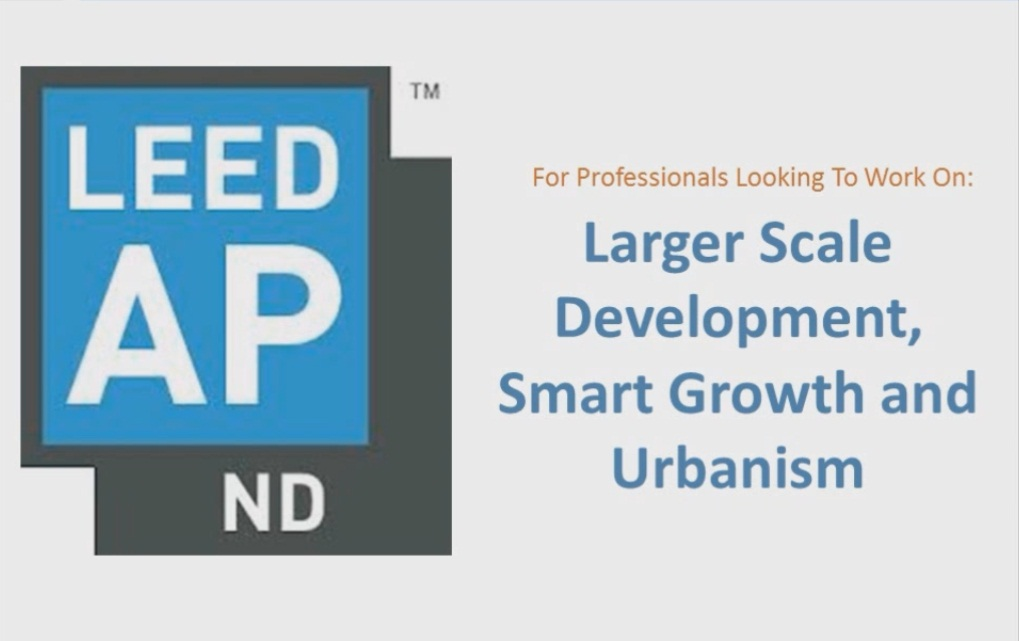 LEED
AP
ND
TM
For Professionals Looking To Work On:
Larger Scale
Development,
Smart Growth and
Urbanism